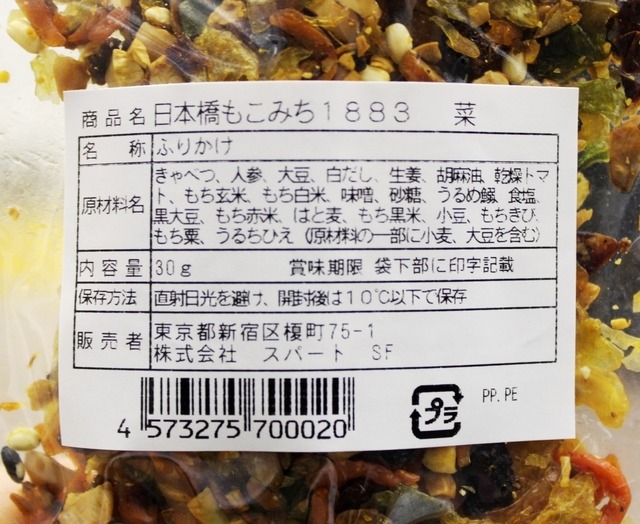 商品名 日本橋もこみち1883 菜
名称 ふりかけ
原材料名 きゃべつ、人参、大豆、白だし、生姜、胡麻油、乾燥トマ
ト、もち玄米、もち白米、味噌、砂糖、うるめ鰯、食塩、
黒大豆、もち赤米、はと麦、もち黒米、小豆、もちきび、
もち粟、うるちひえ (原材料の一部に小麦、大豆を含む)
内容量 30g 賞味期限 袋下部に印字記載
保存方法 直射日光を避け、開封後は10℃以下で保存
販売者 東京都新宿区榎町75-1
株式会社 スパート SF
4 573275 700020
プラ PP.PE